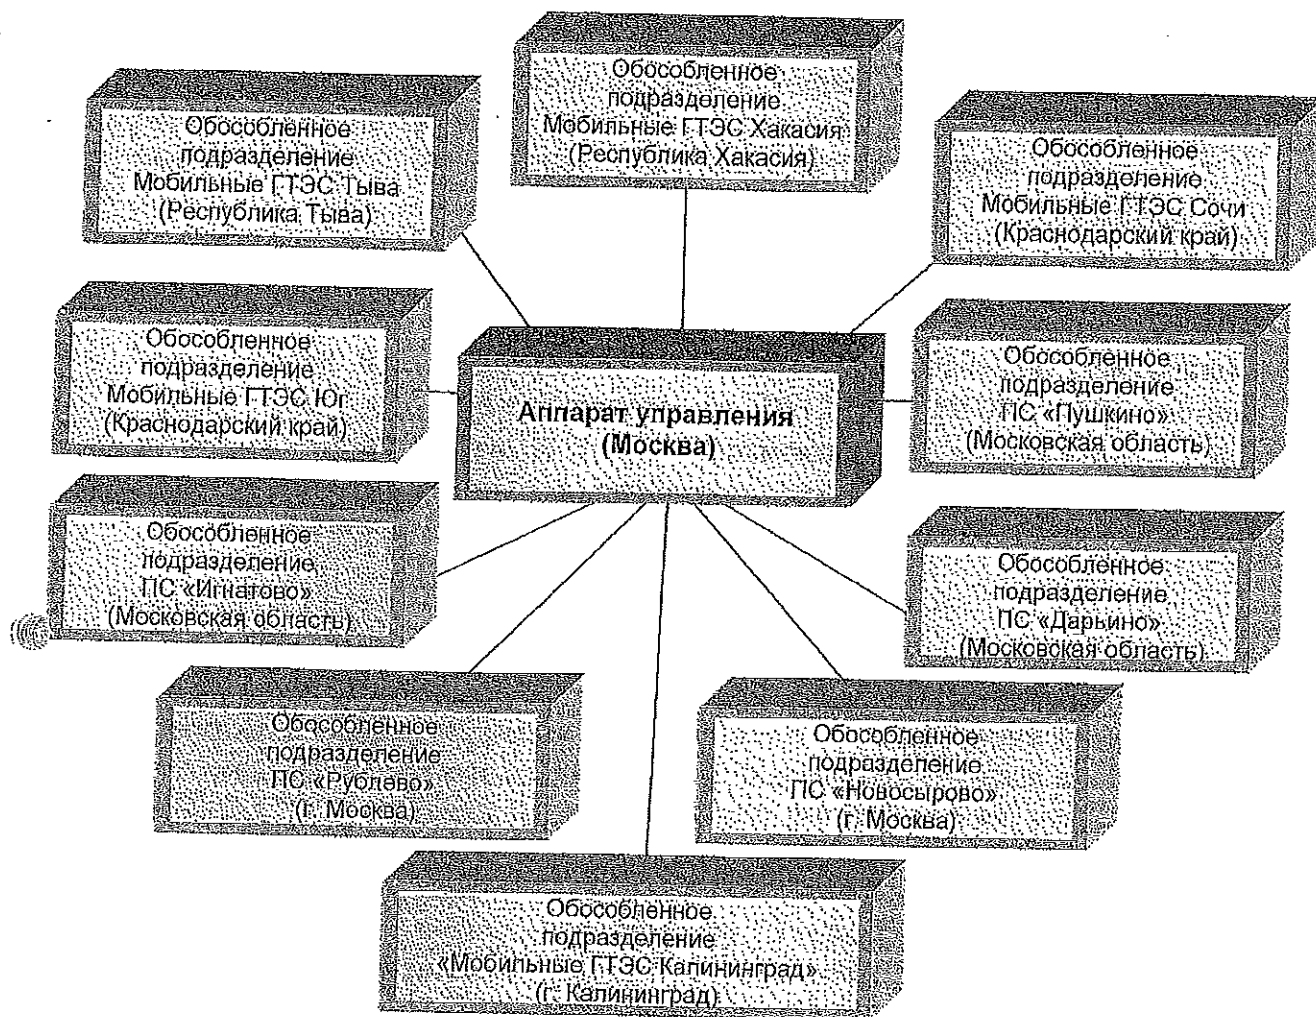 Обособленное
подразделение
Мобильные ГТЭС Хакасия
(Республика Хакасия)
Обособленное
подразделение
Мобильные ГТЭС Тыва
(Республика Тыва)
Обособленное
подразделение
Мобильные ГТЭС Сочи
(Краснодарский край)
Обособленное
подразделение
Мобильные ГТЭС Юг
(Краснодарский край)
Аппарат управления
(Москва)
Обособленное
подразделение
ПС «Пушкино»
(Московская область)
Обособленное
подразделение
ПС «Игнатово»
(Московская область)
Обособленное
подразделение
ПС «Дарьино»
(Московская область)
Обособленное
подразделение
ПС «Рублево»
(г. Москва)
Обособленное
подразделение
ПС «Новосырово»
(г. Москва)
Обособленное
подразделение
«Мобильные ГТЭС Калининград»
(г. Калининград)